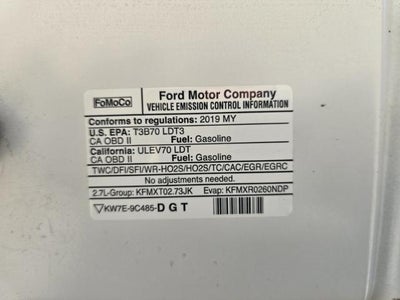 FoMoCo
Ford Motor Company
VEHICLE EMISSION CONTROL INFORMATION
Conforms to regulations: 2019 MY
U.S. EPA: T3B70 LDT3
CA OBD II Fuel: Gasoline
California: ULEV70 LDT
CA OBD II Fuel: Gasoline
TWC/DFI/SFI/WR-HO2S/HO2S/TC/CAC/EGR/EGRC
No adjustments needed.
2.7L-Group: KFMXT02.73JK Evap: KFMXR0260NDP
KW7E-9C485-D G T